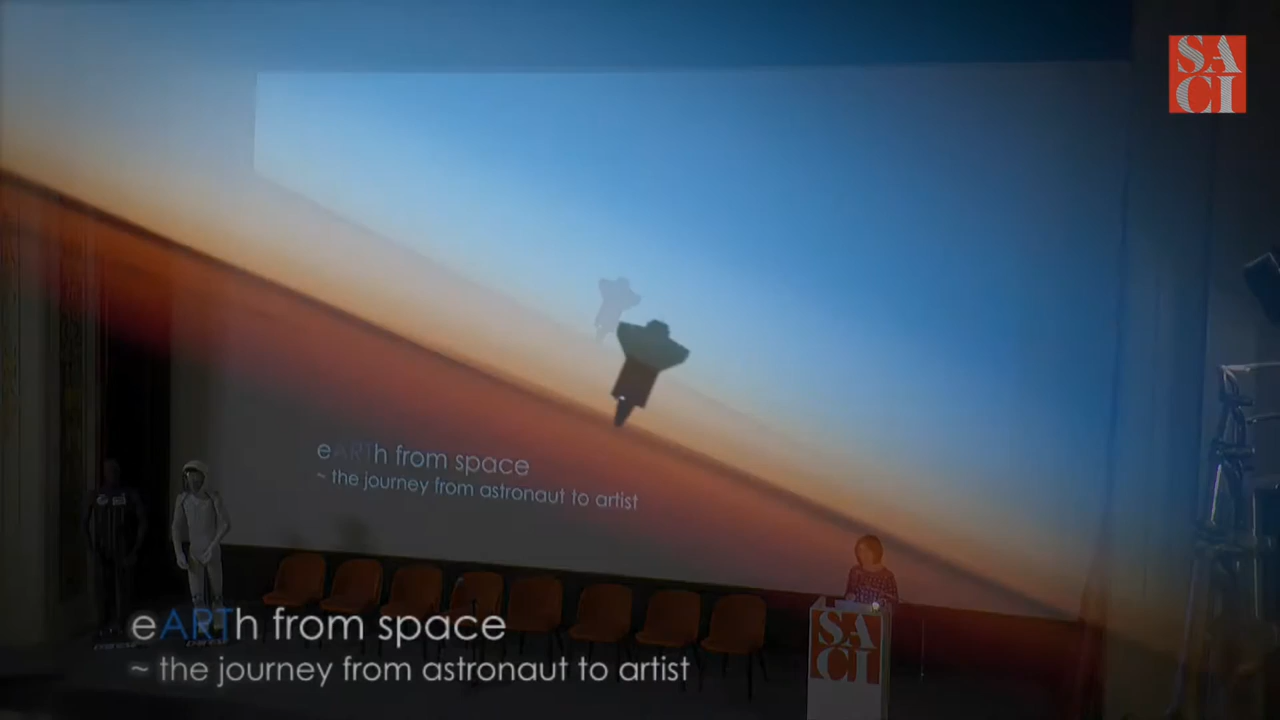 SA
CI
eARTh from space
~ the journey from astronaut to artist
SA
CI
eARTh from space
~ the journey from astronaut to artist